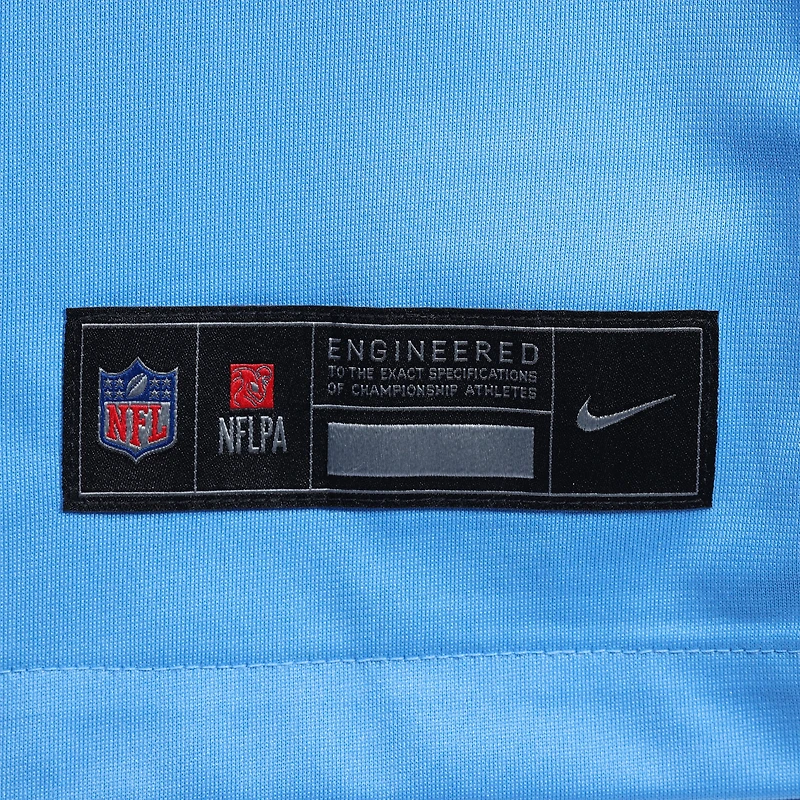 NFL
NFLPA
ENGINEERED
TO THE EXACT SPECIFICATIONS
OF CHAMPIONSHIP ATHLETES